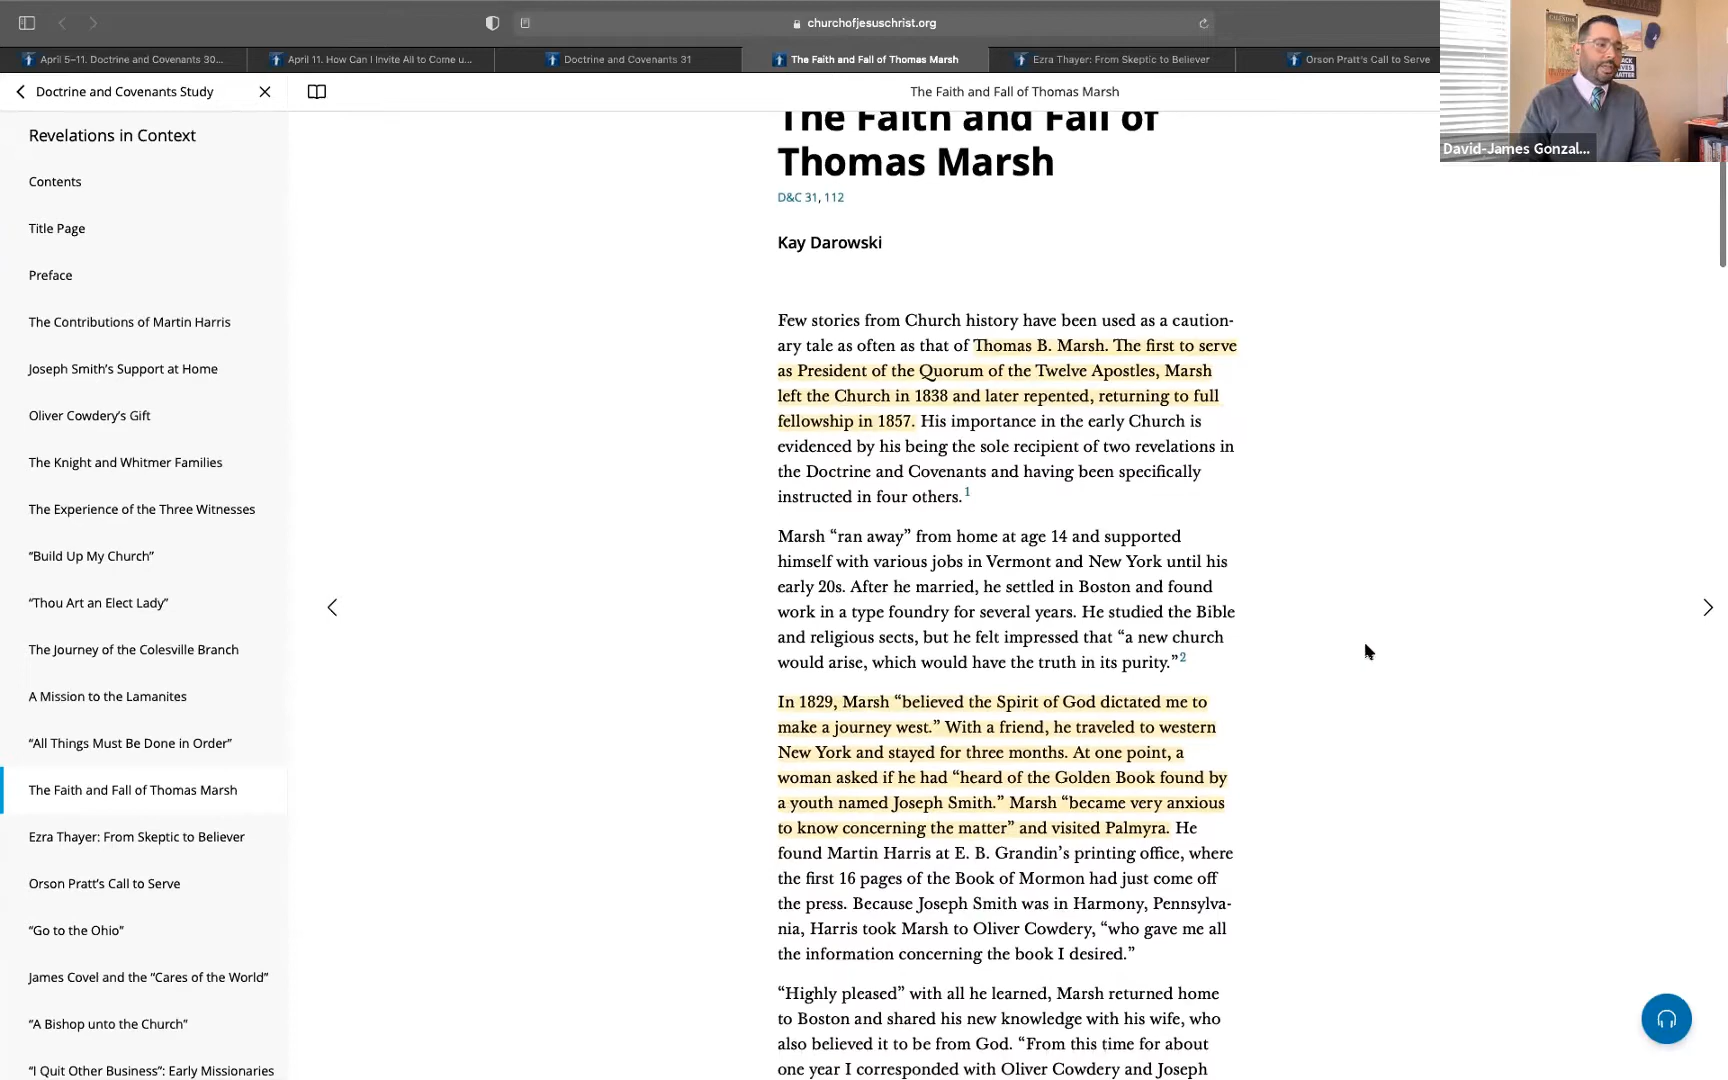 churchofjesuschrist.org
April 5–11. Doctrine and Covenants 30...
April 11. How Can I Invite All to Come u...
Doctrine and Covenants 31
The Faith and Fall of Thomas Marsh
Ezra Thayer: From Skeptic to Believer
Orson Pratt's Call to Serve
David-James Gonzal...
Doctrine and Covenants Study
The Faith and Fall of Thomas Marsh
Revelations in Context
Contents
Title Page
Preface
The Contributions of Martin Harris
Joseph Smith's Support at Home
Oliver Cowdery's Gift
The Knight and Whitmer Families
The Experience of the Three Witnesses
“Build Up My Church”
“Thou Art an Elect Lady”
The Journey of the Colesville Branch
A Mission to the Lamanites
“All Things Must Be Done in Order”
The Faith and Fall of Thomas Marsh
Ezra Thayer: From Skeptic to Believer
Orson Pratt's Call to Serve
“Go to the Ohio”
James Covel and the “Cares of the World”
“A Bishop unto the Church”
“I Quit Other Business”: Early Missionaries
The Faith and Fall of
Thomas Marsh
D&C 31, 112
Kay Darowski
Few stories from Church history have been used as a caution-
ary tale as often as that of Thomas B. Marsh. The first to serve
as President of the Quorum of the Twelve Apostles, Marsh
left the Church in 1838 and later repented, returning to full
fellowship in 1857. His importance in the early Church is
evidenced by his being the sole recipient of two revelations in
the Doctrine and Covenants and having been specifically
instructed in four others.1
Marsh “ran away” from home at age 14 and supported
himself with various jobs in Vermont and New York until his
early 20s. After he married, he settled in Boston and found
work in a type foundry for several years. He studied the Bible
and religious sects, but he felt impressed that “a new church
would arise, which would have the truth in its purity.”2
In 1829, Marsh “believed the Spirit of God dictated me to
make a journey west.” With a friend, he traveled to western
New York and stayed for three months. At one point, a
woman asked if he had “heard of the Golden Book found by
a youth named Joseph Smith.” Marsh “became very anxious
to know concerning the matter” and visited Palmyra. He
found Martin Harris at E. B. Grandin's printing office, where
the first 16 pages of the Book of Mormon had just come off
the press. Because Joseph Smith was in Harmony, Pennsylva-
nia, Harris took Marsh to Oliver Cowdery, “who gave me all
the information concerning the book I desired.”
“Highly pleased” with all he learned, Marsh returned home
to Boston and shared his new knowledge with his wife, who
also believed it to be from God. “From this time for about
one year I corresponded with Oliver Cowdery and Joseph